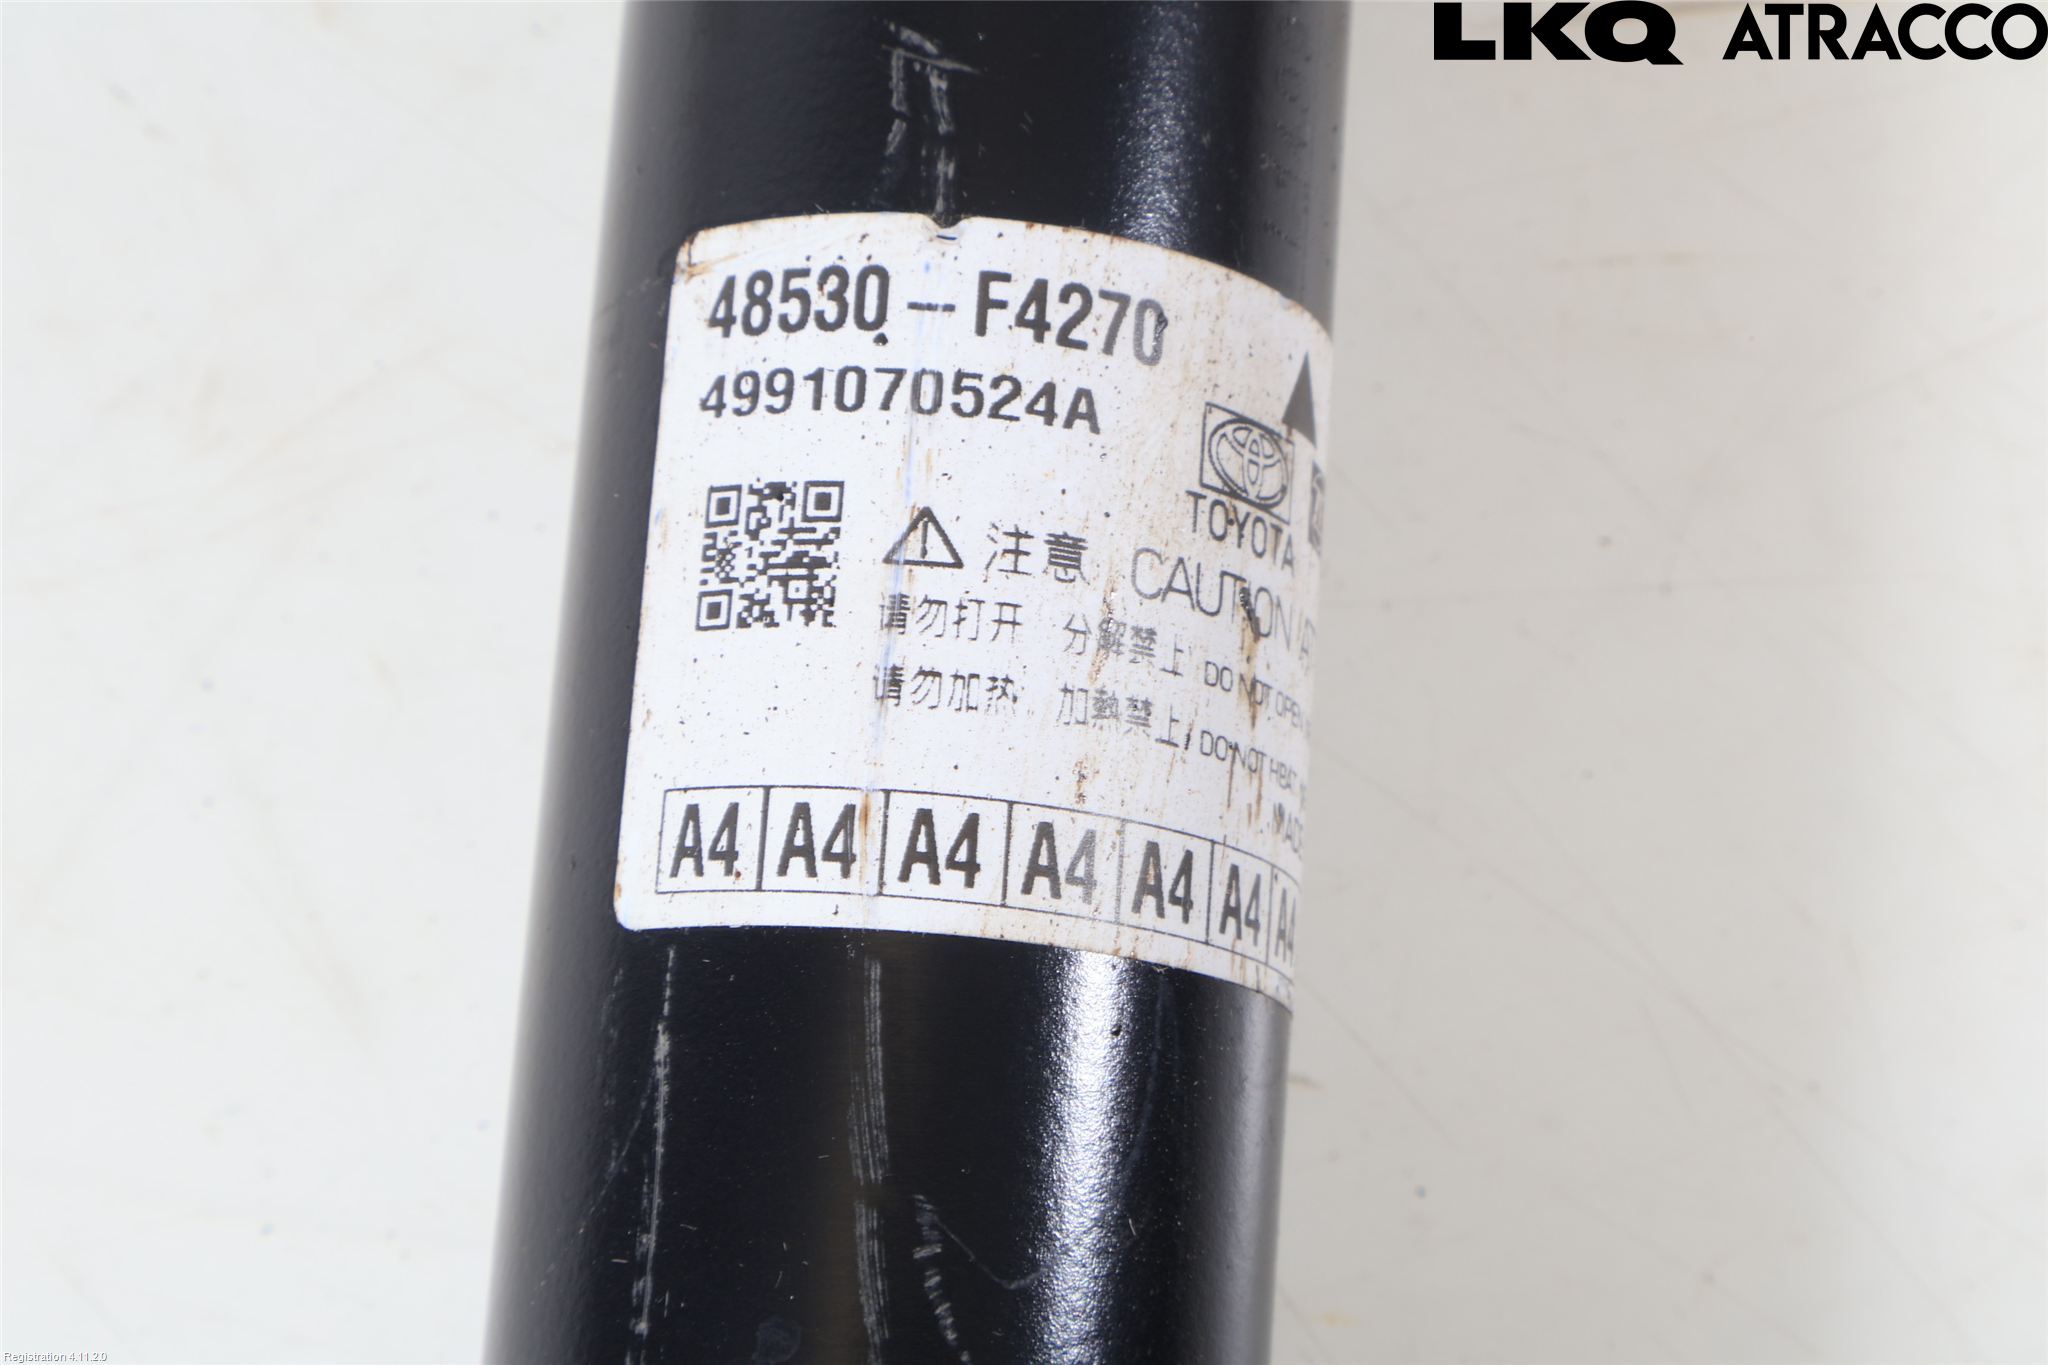 LKQ ATRACCO
48530-F4270
4991070524A
TOYOTA
注意 CAUTION
请勿打开 分解禁止 DO NOT OPEN
请勿加热 加熱禁止 DO NOT HEAT
A4 A4 A4 A4 A4 A4 A4
Registration 4.11.2.0